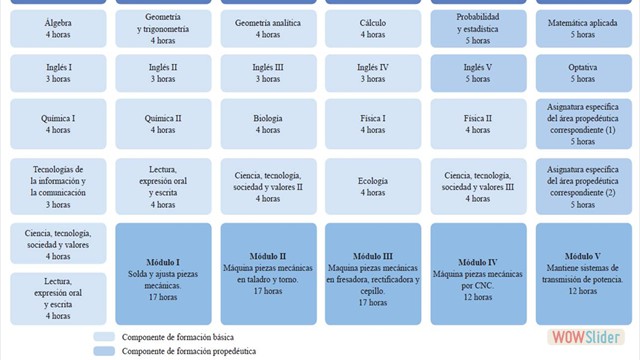 Álgebra
4 horas
Geometría
y trigonometría
4 horas
Geometría analítica
4 horas
Cálculo
4 horas
Probabilidad
y estadística
5 horas
Matemática aplicada
5 horas
Inglés I
3 horas
Inglés II
3 horas
Inglés III
3 horas
Inglés IV
3 horas
Inglés V
5 horas
Optativa
5 horas
Química I
4 horas
Química II
4 horas
Biología
4 horas
Física I
4 horas
Física II
4 horas
Asignatura específica
del área propedéutica
correspondiente (1)
5 horas
Tecnologías de
la información y
la comunicación
3 horas
Lectura,
expresión oral
y escrita
4 horas
Ciencia, tecnología,
sociedad y valores II
4 horas
Ecología
4 horas
Ciencia, tecnología,
sociedad y valores III
4 horas
Asignatura específica
del área propedéutica
correspondiente (2)
5 horas
Ciencia, tecnología,
sociedad y valores
4 horas
Lectura,
expresión oral
y escrita
4 horas
Módulo I
Solda y ajusta piezas
mecánicas.
17 horas
Módulo II
Máquina piezas mecánicas
en taladro y torno.
17 horas
Módulo III
Maquina piezas mecánicas
en fresadora, rectificadora y
cepillo.
17 horas
Módulo IV
Máquina piezas mecánicas
por CNC.
12 horas
Módulo V
Mantiene sistemas de
transmisión de potencia.
12 horas
Componente de formación básica
Componente de formación propedéutica
WOWSlider